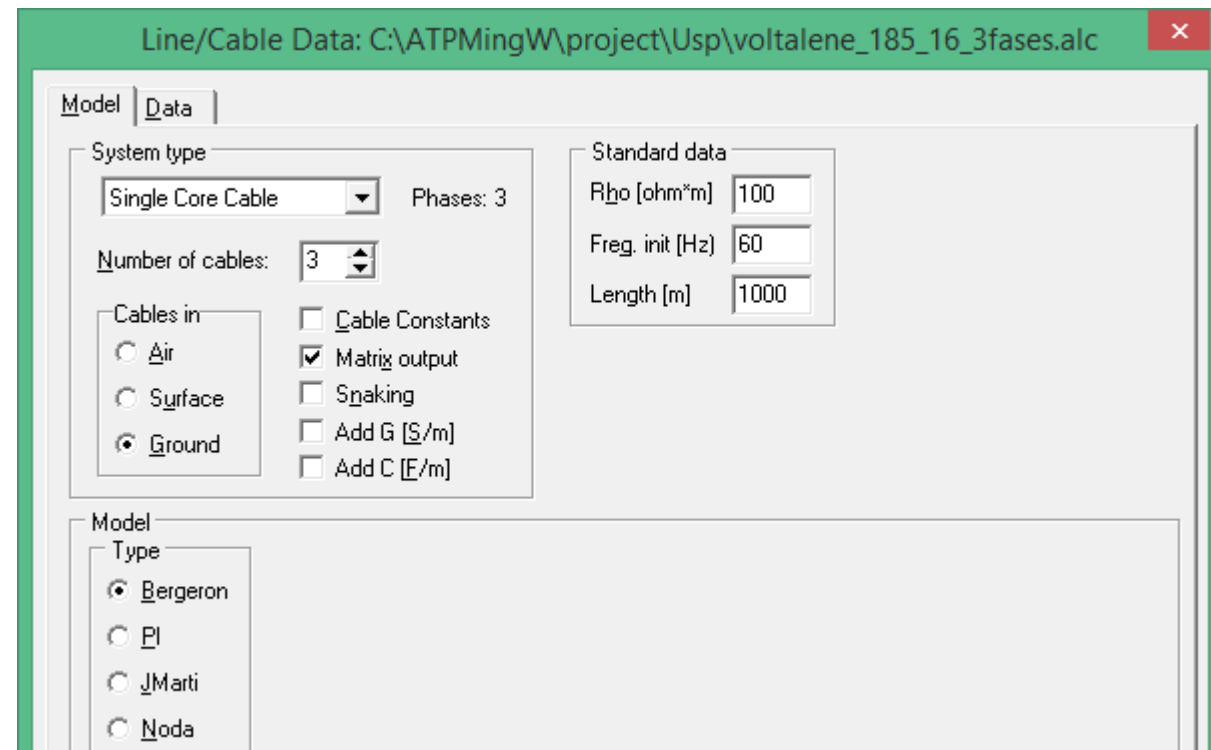 Line/Cable Data: C:\ATPMingW\project\Usp\voltalene_185_16_3fases.alc
Model
Data
System type
Single Core Cable
Phases: 3
Number of cables:
3
Cables in
Air
Surface
Ground
Cable Constants
Matrix output
Snaking
Add G [S/m]
Add C [F/m]
Standard data
Rho [ohm*m]
100
Freq. init [Hz)
60
Length [m]
1000
Model
Type
Bergeron
PI
JMarti
Noda